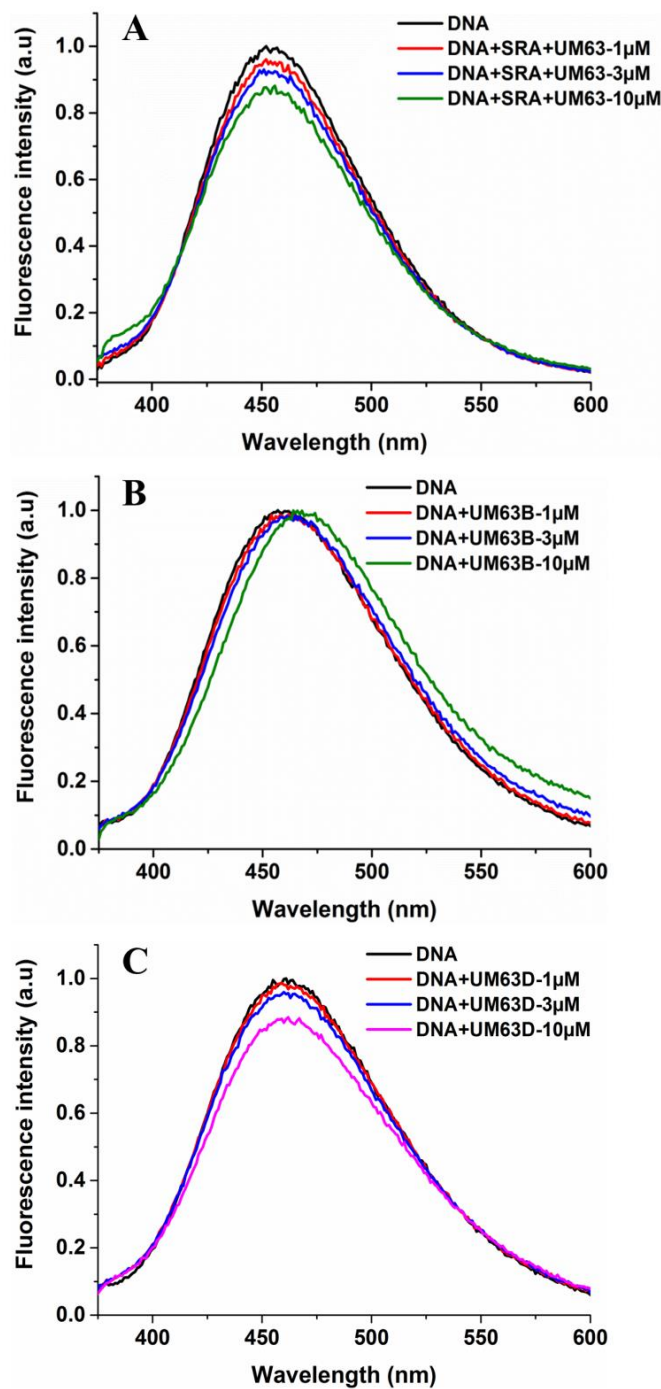 A
DNA
DNA+SRA+UM63-1µM
DNA+SRA+UM63-3µM
DNA+SRA+UM63-10µM
Fluorescence intensity (a.u)
1.0
0.8
0.6
0.4
0.2
0.0
400 450 500 550 600
Wavelength (nm)
B
DNA
DNA+UM63B-1µM
DNA+UM63B-3µM
DNA+UM63B-10µM
Fluorescence intensity (a.u)
1.0
0.8
0.6
0.4
0.2
0.0
400 450 500 550 600
Wavelength (nm)
C
DNA
DNA+UM63D-1µM
DNA+UM63D-3µM
DNA+UM63D-10µM
Fluorescence intensity (a.u)
1.0
0.8
0.6
0.4
0.2
0.0
400 450 500 550 600
Wavelength (nm)